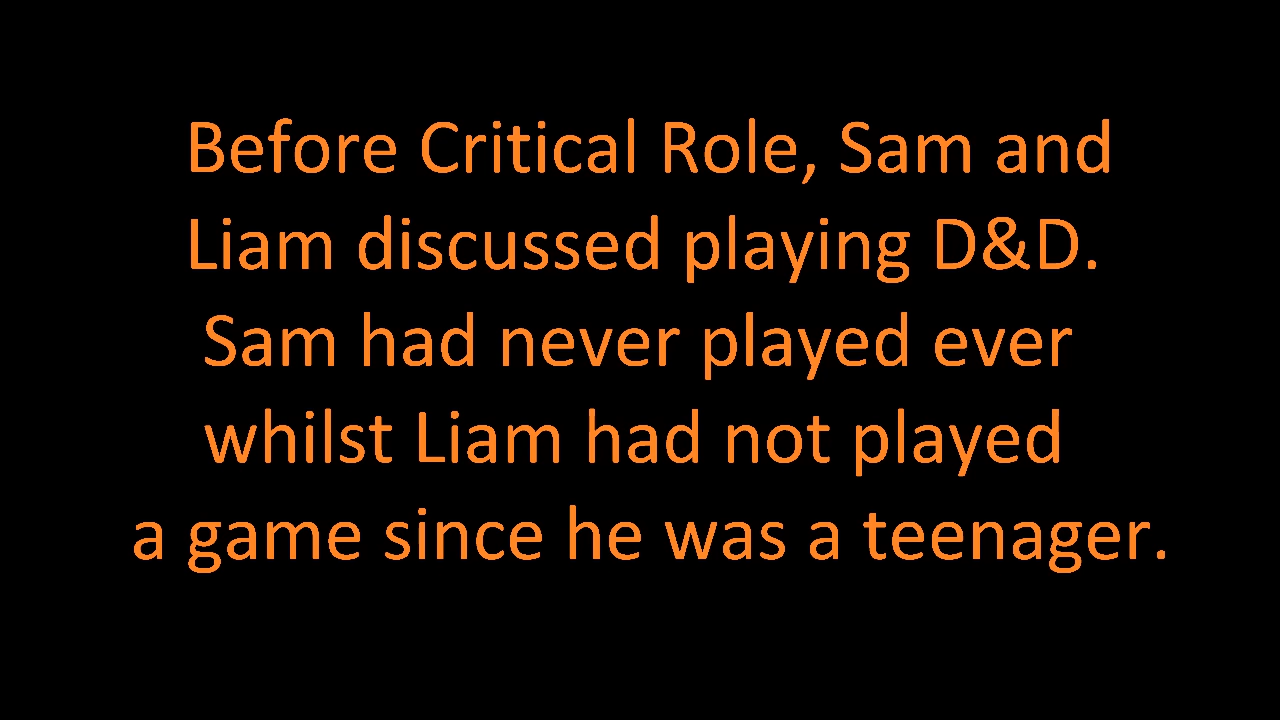 Before Critical Role, Sam and
Liam discussed playing D&D.
Sam had never played ever
whilst Liam had not played
a game since he was a teenager.